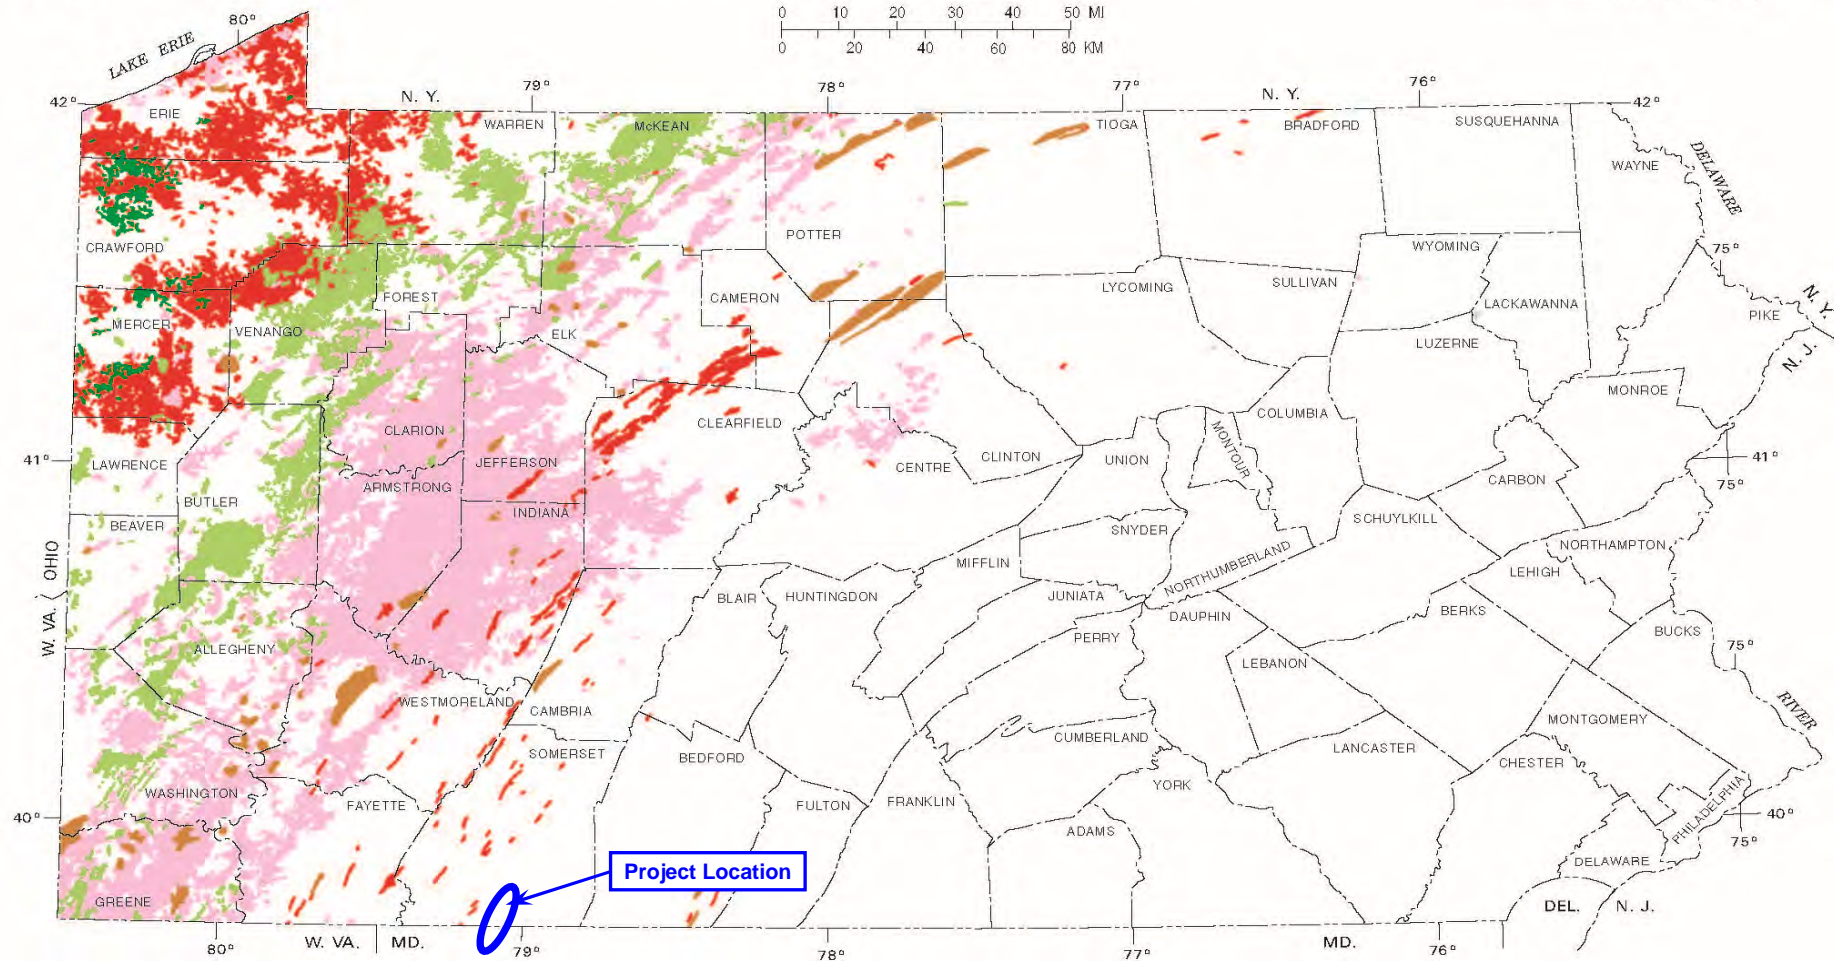 0 10 20 30 40 50 MI
0 20 40 60 80 KM
80°
LAKE ERIE
79°
78°
77°
76°
42°
N. Y.
N. Y.
42°
ERIE
WARREN
McKEAN
TIOGA
BRADFORD
SUSQUEHANNA
WAYNE
DELAWARE
CRAWFORD
POTTER
WYOMING
75°
FOREST
CAMERON
LYCOMING
SULLIVAN
LACKAWANNA
N. Y.
MERCER
VENANGO
ELK
LUZERNE
PIKE
N. J.
MONROE
CLARION
CLEARFIELD
COLUMBIA
MONTOUR
41°
LAWRENCE
JEFFERSON
CENTRE
CLINTON
UNION
41°
ARMSTRONG
CARBON
75°
BUTLER
INDIANA
SCHUYLKILL
BEAVER
SNYDER
NORTHAMPTON
OHIO
W. VA.
MIFFLIN
NORTHUMBERLAND
LEHIGH
BLAIR
HUNTINGDON
JUNIATA
DAUPHIN
BERKS
BUCKS
PERRY
75°
ALLEGHENY
LEBANON
WESTMORELAND
CAMBRIA
RIVER
MONTGOMERY
CUMBERLAND
LANCASTER
SOMERSET
BEDFORD
CHESTER
YORK
WASHINGTON
FAYETTE
FULTON
FRANKLIN
PHILADELPHIA
40°
40°
ADAMS
75°
DELAWARE
Project Location
GREENE
DEL.
N. J.
80°
W. VA.
MD.
79°
78°
77°
MD.
76°